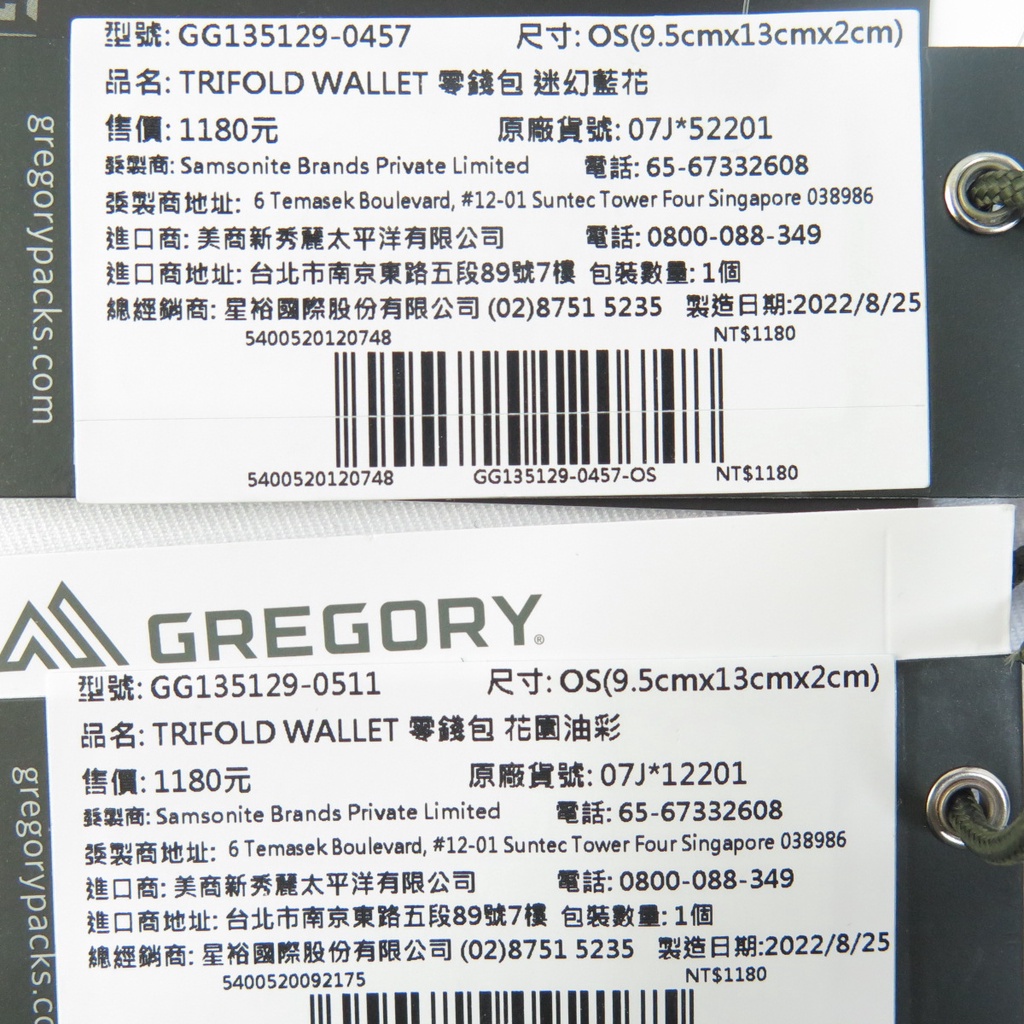 型號: GG135129-0457 尺寸: OS(9.5cmx13cmx2cm)
品名: TRIFOLD WALLET 零錢包 迷幻藍花
售價: 1180元 原廠貨號: 07J*52201
委製商: Samsonite Brands Private Limited 電話: 65-67332608
委製商地址: 6 Temasek Boulevard, #12-01 Suntec Tower Four Singapore 038986
進口商: 美商新秀麗太平洋有限公司 電話: 0800-088-349
進口商地址: 台北市南京東路五段89號7樓 包裝數量: 1個
總經銷商: 星裕國際股份有限公司 (02)8751 5235 製造日期:2022/8/25
5400520120748 NT$1180
5400520120748 GG135129-0457-OS NT$1180
gregorypacks.com
GREGORY®
型號: GG135129-0511 尺寸: OS(9.5cmx13cmx2cm)
品名: TRIFOLD WALLET 零錢包 花園油彩
售價: 1180元 原廠貨號: 07J*12201
委製商: Samsonite Brands Private Limited 電話: 65-67332608
委製商地址: 6 Temasek Boulevard, #12-01 Suntec Tower Four Singapore 038986
進口商: 美商新秀麗太平洋有限公司 電話: 0800-088-349
進口商地址: 台北市南京東路五段89號7樓 包裝數量: 1個
總經銷商: 星裕國際股份有限公司 (02)8751 5235 製造日期:2022/8/25
5400520092175 NT$1180
gregorypacks.co